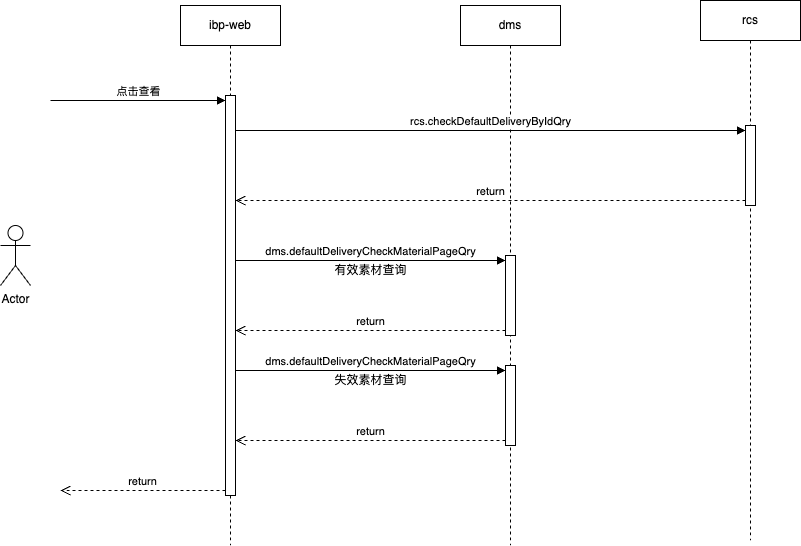 ibp-web
dms
rcs
点击查看
rcs.checkDefaultDeliveryByIdQry
return
dms.defaultDeliveryCheckMaterialPageQry
有效素材查询
Actor
return
dms.defaultDeliveryCheckMaterialPageQry
失效素材查询
return
return